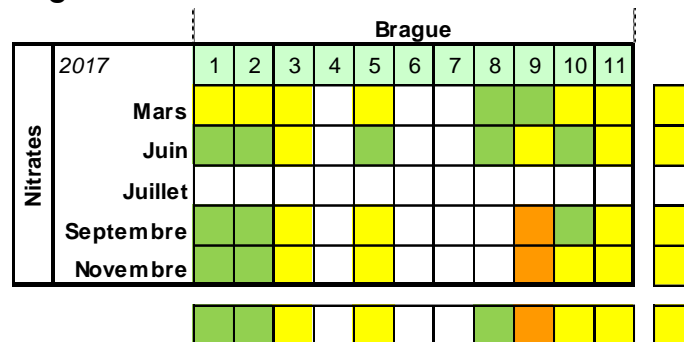 Brague
2017 1 2 3 4 5 6 7 8 9 10 11
Nitrates
Mars
Juin
Juillet
Septembre
Novembre